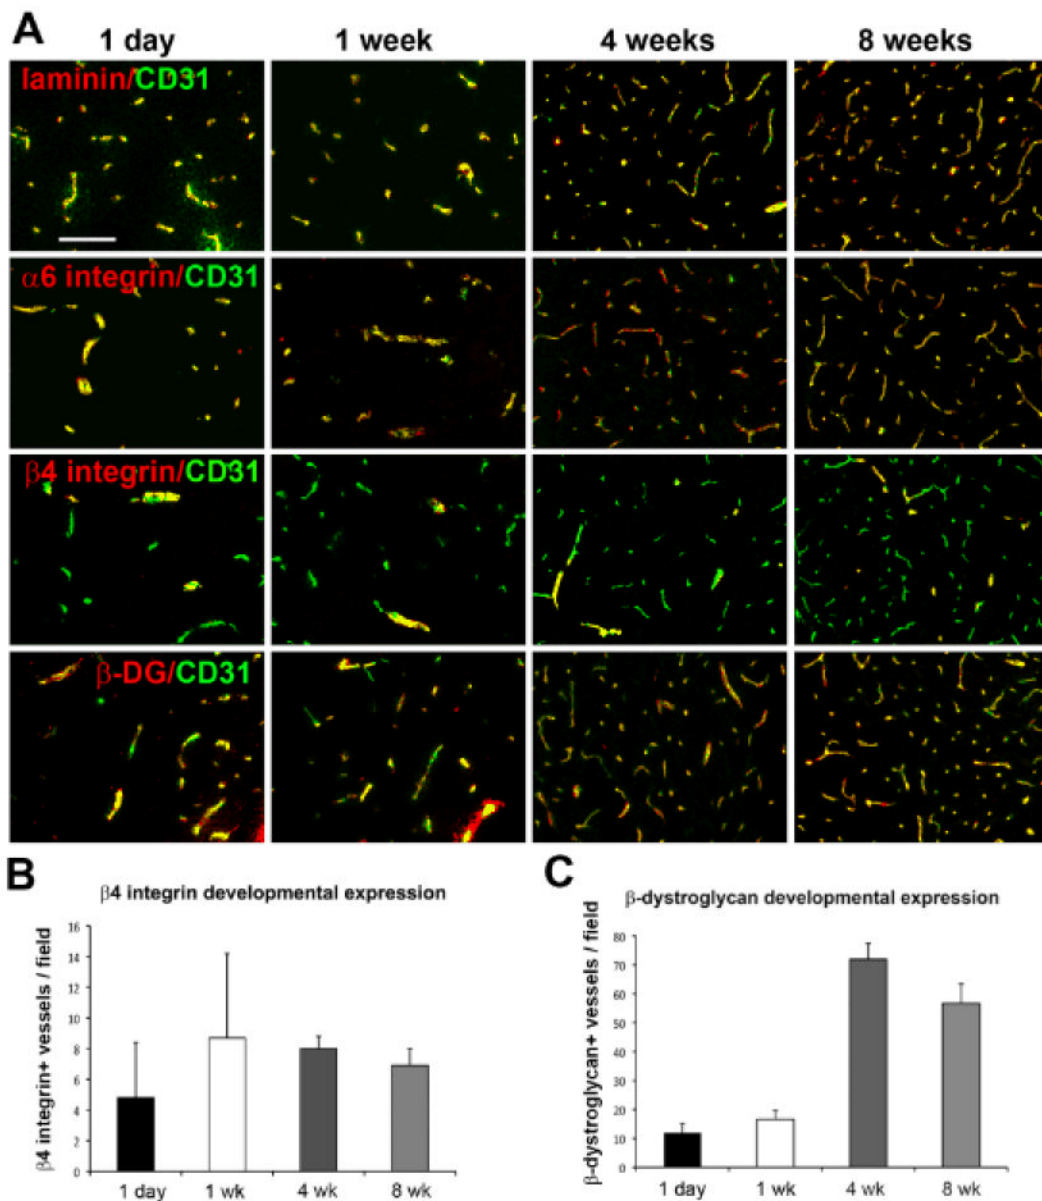 A
1 day 1 week 4 weeks 8 weeks
laminin/CD31
α6 integrin/CD31
β4 integrin/CD31
β-DG/CD31
B
β4 integrin developmental expression
β4 integrin+ vessels / field
16
14
12
10
8
6
4
2
0
1 day 1 wk 4 wk 8 wk
C
β-dystroglycan developmental expression
β-dystroglycan+ vessels / field
80
70
60
50
40
30
20
10
0
1 day 1 wk 4 wk 8 wk